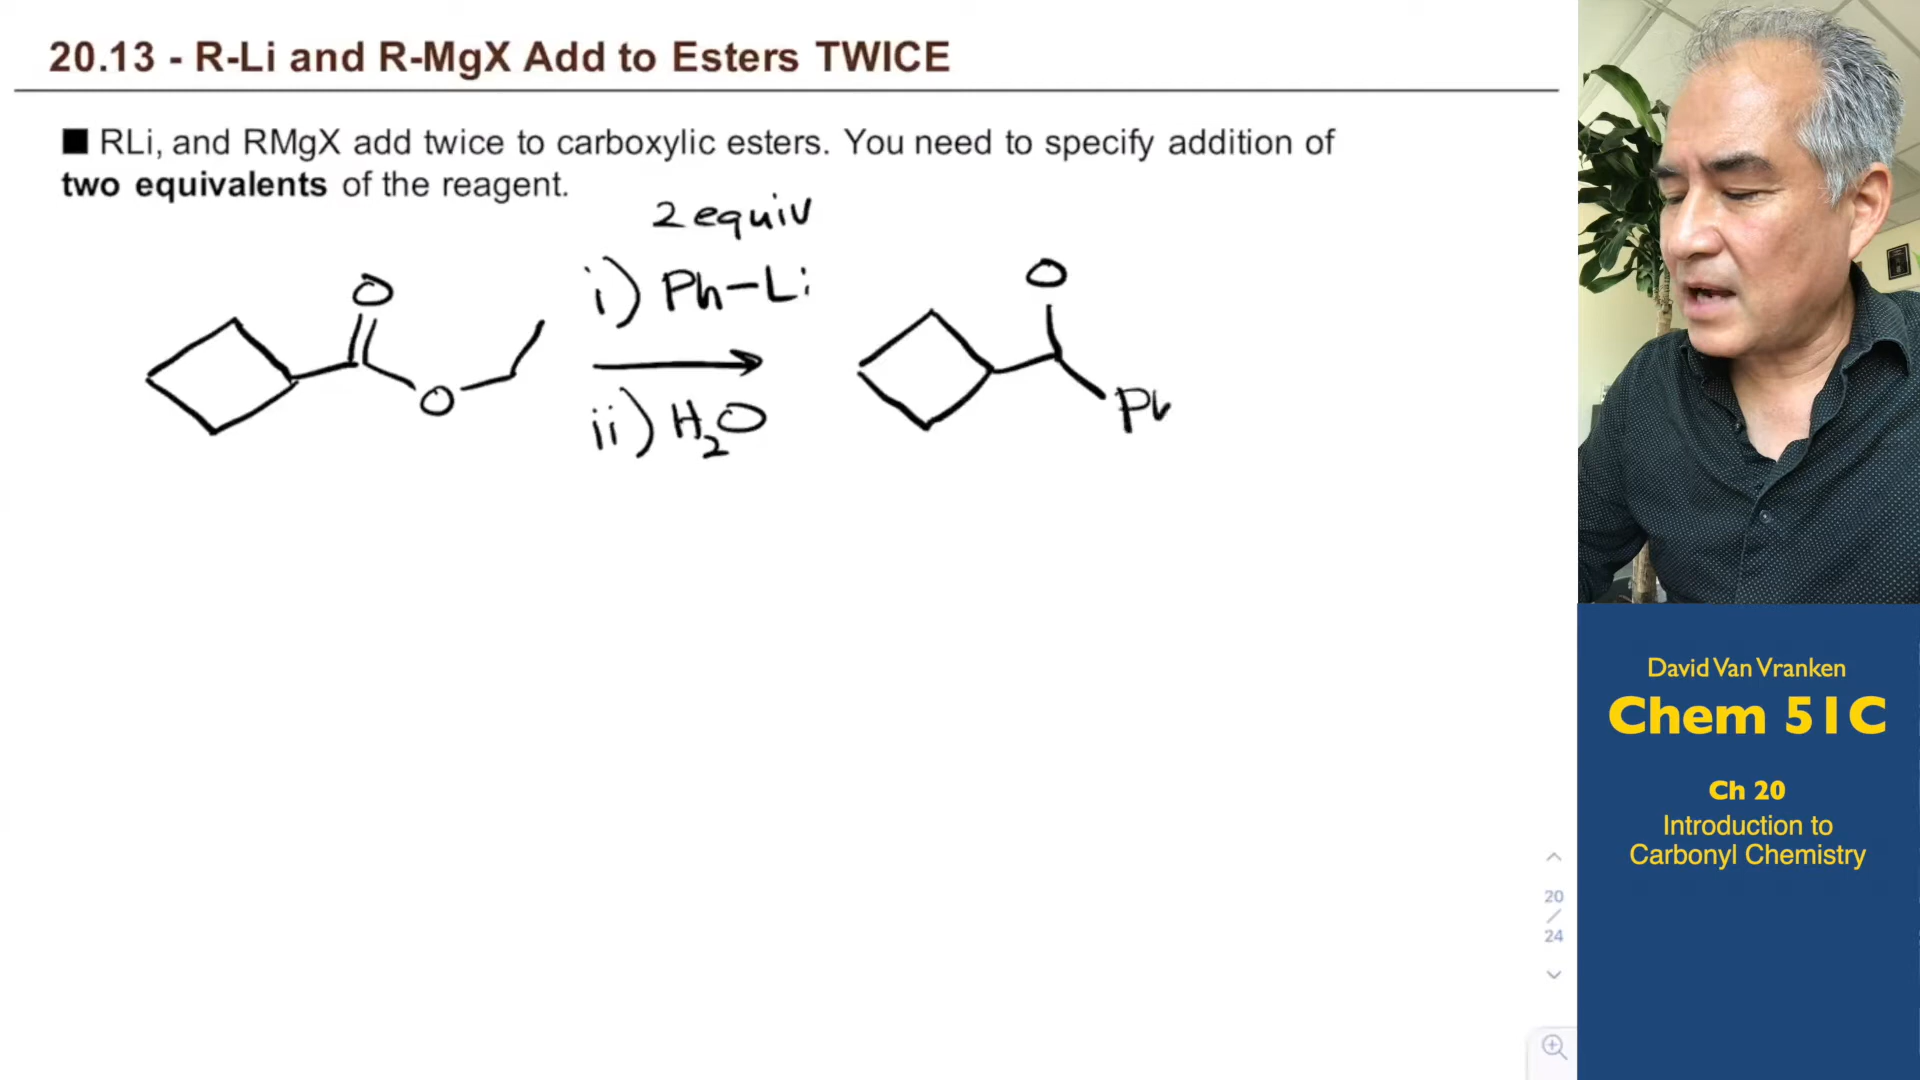 20.13 - R-Li and R-MgX Add to Esters TWICE
■ RLi, and RMgX add twice to carboxylic esters. You need to specify addition of
two equivalents of the reagent.
2 equiv
i) Ph-Li
ii) H₂O
O
O
O
Ph
David Van Vranken
Chem 51C
Ch 20
Introduction to
Carbonyl Chemistry
20
/
24